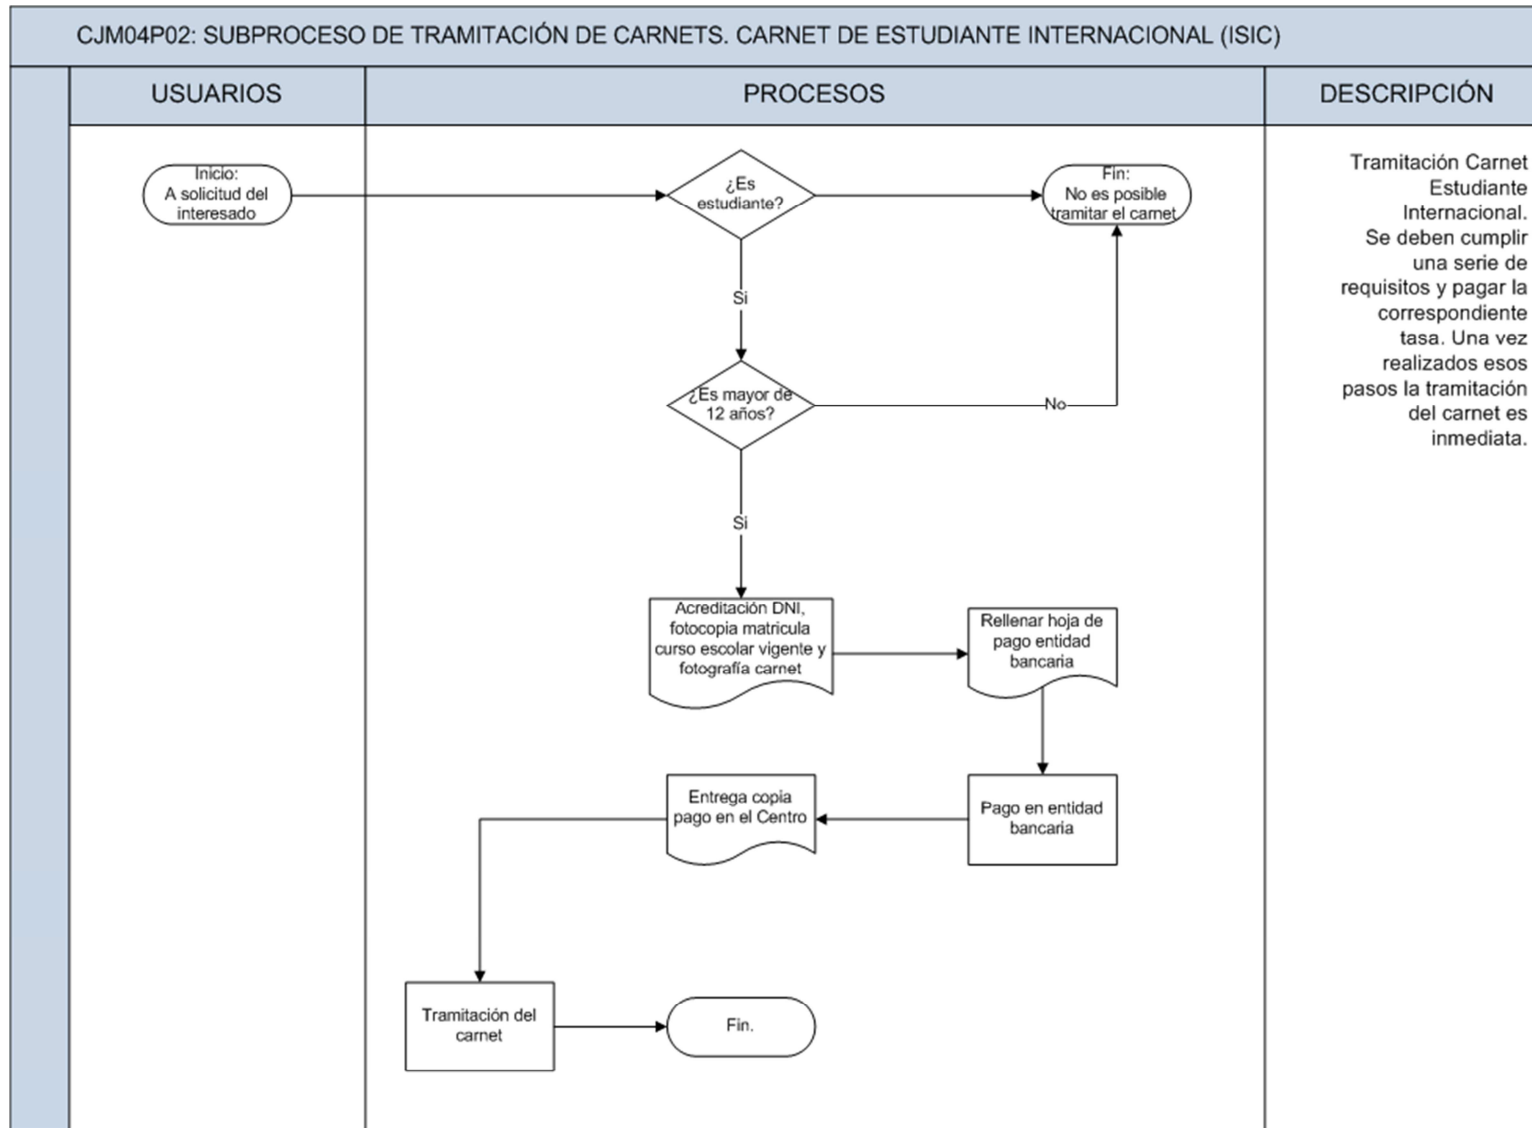 CJM04P02: SUBPROCESO DE TRAMITACIÓN DE CARNETS. CARNET DE ESTUDIANTE INTERNACIONAL (ISIC)
USUARIOS
PROCESOS
DESCRIPCIÓN
Inicio:
A solicitud del
interesado
¿Es
estudiante?
Fin:
No es posible
tramitar el carnet
Si
¿Es mayor de
12 años?
No
Si
Acreditación DNI,
fotocopia matricula
curso escolar vigente y
fotografía carnet
Rellenar hoja de
pago entidad
bancaria
Pago en entidad
bancaria
Entrega copia
pago en el Centro
Tramitación del
carnet
Fin.
Tramitación Carnet
Estudiante
Internacional.
Se deben cumplir
una serie de
requisitos y pagar la
correspondiente
tasa. Una vez
realizados esos
pasos la tramitación
del carnet es
inmediata.